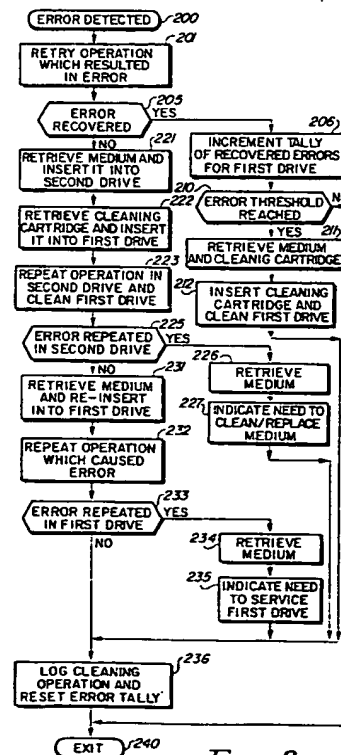 ERROR DETECTED
200
201
RETRY OPERATION
WHICH RESULTED
IN ERROR
205
ERROR
RECOVERED
YES
NO
206
INCREMENT TALLY
OF RECOVERED ERRORS
FOR FIRST DRIVE
210
ERROR THRESHOLD
REACHED
YES
211
RETRIEVE MEDIUM
AND CLEANIG CARTRIDGE
212
INSERT CLEANING
CARTRIDGE AND
CLEAN FIRST DRIVE
221
RETRIEVE MEDIUM AND
INSERT IT INTO
SECOND DRIVE
222
RETRIEVE CLEANING
CARTRIDGE AND INSERT
IT INTO FIRST DRIVE
223
REPEAT OPERATION IN
SECOND DRIVE AND
CLEAN FIRST DRIVE
225
ERROR REPEATED
IN SECOND DRIVE
YES
NO
226
RETRIEVE
MEDIUM
227
INDICATE NEED TO
CLEAN/REPLACE
MEDIUM
231
RETRIEVE MEDIUM
AND RE-INSERT
INTO FIRST DRIVE
232
REPEAT OPERATION
WHICH CAUSED
ERROR
233
ERROR REPEATED
IN FIRST DRIVE
YES
NO
234
RETRIEVE
MEDIUM
235
INDICATE NEED
TO SERVICE
FIRST DRIVE
236
LOG CLEANING
OPERATION AND
RESET ERROR TALLY
EXIT
240